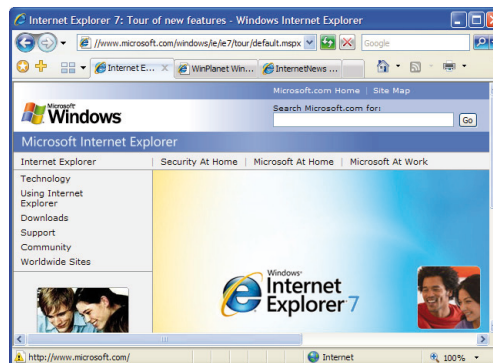 Internet Explorer 7: Tour of new features - Windows Internet Explorer
//www.microsoft.com/windows/ie/ie7/tour/default.mspx
Google
Internet E...
WinPlanet Win...
InternetNews ...
Microsoft.com Home | Site Map
Microsoft
Windows
Search Microsoft.com for:
Go
Microsoft Internet Explorer
Internet Explorer | Security At Home | Microsoft At Home | Microsoft At Work
Technology
Using Internet
Explorer
Downloads
Support
Community
Worldwide Sites
Windows
Internet
Explorer 7
http://www.microsoft.com/
Internet
100%